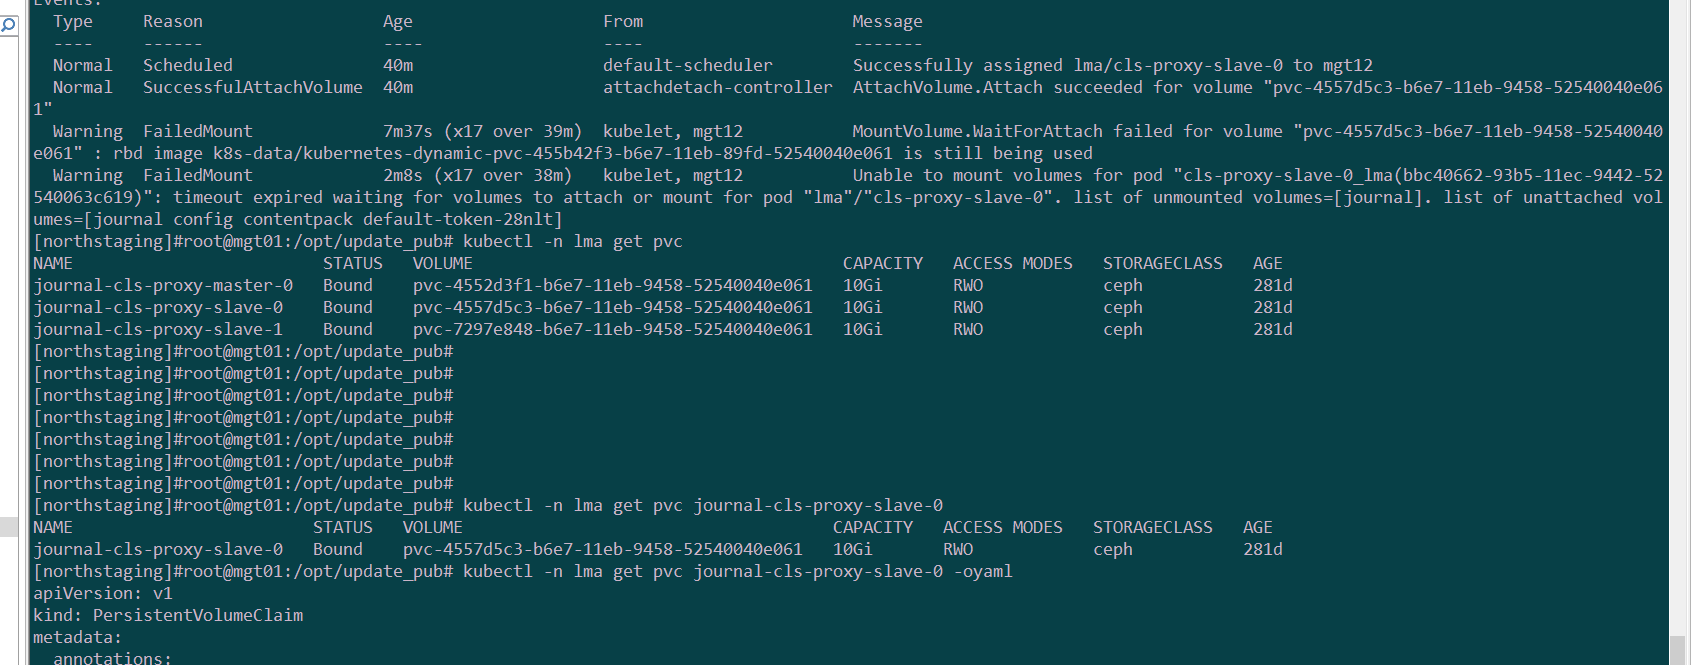 Events:
Type Reason Age From Message
---- ------ ---- ---- -------
Normal Scheduled 40m default-scheduler Successfully assigned lma/cls-proxy-slave-0 to mgt12
Normal SuccessfulAttachVolume 40m attachdetach-controller AttachVolume.Attach succeeded for volume "pvc-4557d5c3-b6e7-11eb-9458-52540040e06
1"
Warning FailedMount 7m37s (x17 over 39m) kubelet, mgt12 MountVolume.WaitForAttach failed for volume "pvc-4557d5c3-b6e7-11eb-9458-52540040
e061" : rbd image k8s-data/kubernetes-dynamic-pvc-455b42f3-b6e7-11eb-89fd-52540040e061 is still being used
Warning FailedMount 2m8s (x17 over 38m) kubelet, mgt12 Unable to mount volumes for pod "cls-proxy-slave-0_lma(bbc40662-93b5-11ec-9442-52
540063c619)": timeout expired waiting for volumes to attach or mount for pod "lma"/"cls-proxy-slave-0". list of unmounted volumes=[journal]. list of unattached vol
umes=[journal config contentpack default-token-28nlt]
[northstaging]#root@mgt01:/opt/update_pub# kubectl -n lma get pvc
NAME STATUS VOLUME CAPACITY ACCESS MODES STORAGECLASS AGE
journal-cls-proxy-master-0 Bound pvc-4552d3f1-b6e7-11eb-9458-52540040e061 10Gi RWO ceph 281d
journal-cls-proxy-slave-0 Bound pvc-4557d5c3-b6e7-11eb-9458-52540040e061 10Gi RWO ceph 281d
journal-cls-proxy-slave-1 Bound pvc-7297e848-b6e7-11eb-9458-52540040e061 10Gi RWO ceph 281d
[northstaging]#root@mgt01:/opt/update_pub#
[northstaging]#root@mgt01:/opt/update_pub#
[northstaging]#root@mgt01:/opt/update_pub#
[northstaging]#root@mgt01:/opt/update_pub#
[northstaging]#root@mgt01:/opt/update_pub#
[northstaging]#root@mgt01:/opt/update_pub#
[northstaging]#root@mgt01:/opt/update_pub#
[northstaging]#root@mgt01:/opt/update_pub# kubectl -n lma get pvc journal-cls-proxy-slave-0
NAME STATUS VOLUME CAPACITY ACCESS MODES STORAGECLASS AGE
journal-cls-proxy-slave-0 Bound pvc-4557d5c3-b6e7-11eb-9458-52540040e061 10Gi RWO ceph 281d
[northstaging]#root@mgt01:/opt/update_pub# kubectl -n lma get pvc journal-cls-proxy-slave-0 -oyaml
apiVersion: v1
kind: PersistentVolumeClaim
metadata:
annotations: